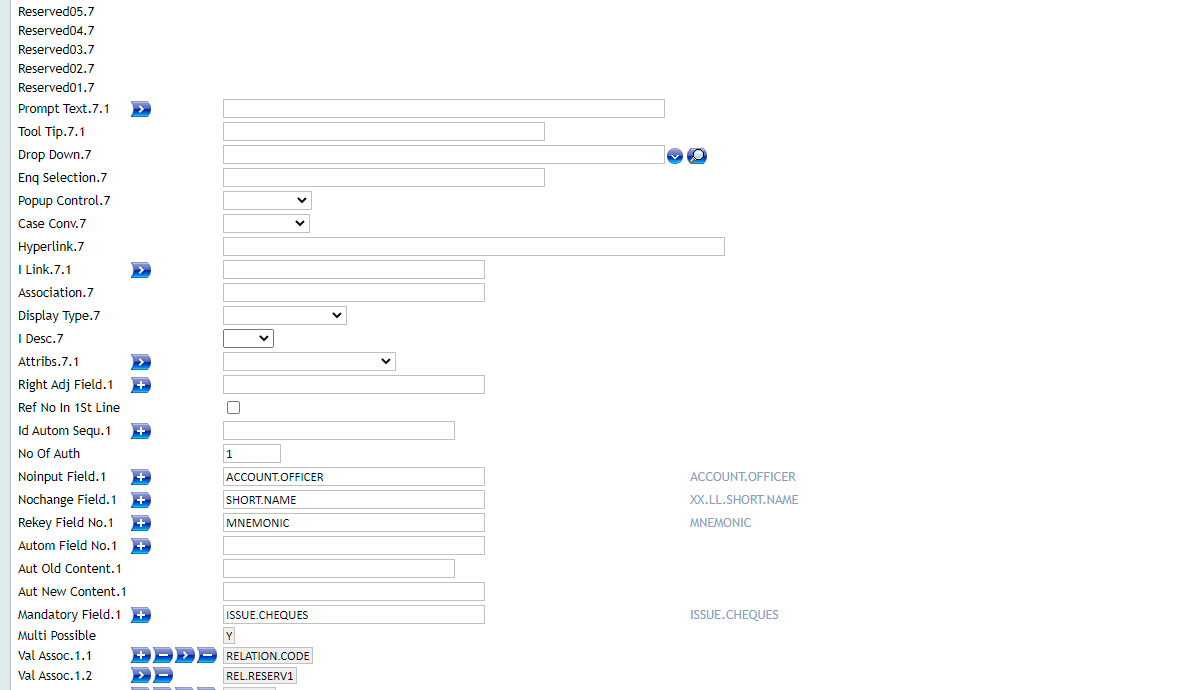 Reserved05.7
Reserved04.7
Reserved03.7
Reserved02.7
Reserved01.7
Prompt Text.7.1
Tool Tip.7.1
Drop Down.7
Enq Selection.7
Popup Control.7
Case Conv.7
Hyperlink.7
I Link.7.1
Association.7
Display Type.7
I Desc.7
Attribs.7.1
Right Adj Field.1
Ref No In 1St Line
Id Autom Sequ.1
No Of Auth 1
Noinput Field.1 ACCOUNT.OFFICER ACCOUNT.OFFICER
Nochange Field.1 SHORT.NAME XX.LL.SHORT.NAME
Rekey Field No.1 MNEMONIC MNEMONIC
Autom Field No.1
Aut Old Content.1
Aut New Content.1
Mandatory Field.1 ISSUE.CHEQUES ISSUE.CHEQUES
Multi Possible Y
Val Assoc.1.1 RELATION.CODE
Val Assoc.1.2 REL.RESERV1